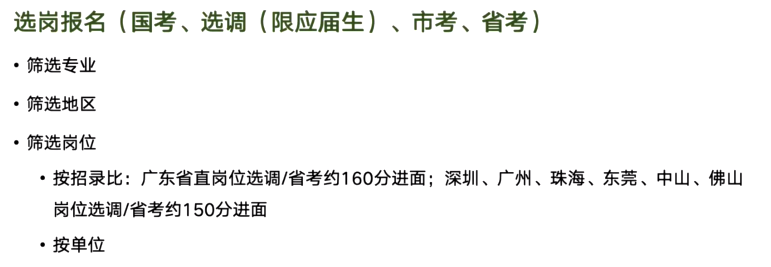 选岗报名（国考、选调（限应届生）、市考、省考）
• 筛选专业
• 筛选地区
• 筛选岗位
• 按招录比：广东省直岗位选调/省考约160分进面；深圳、广州、珠海、东莞、中山、佛山
岗位选调/省考约150分进面
• 按单位